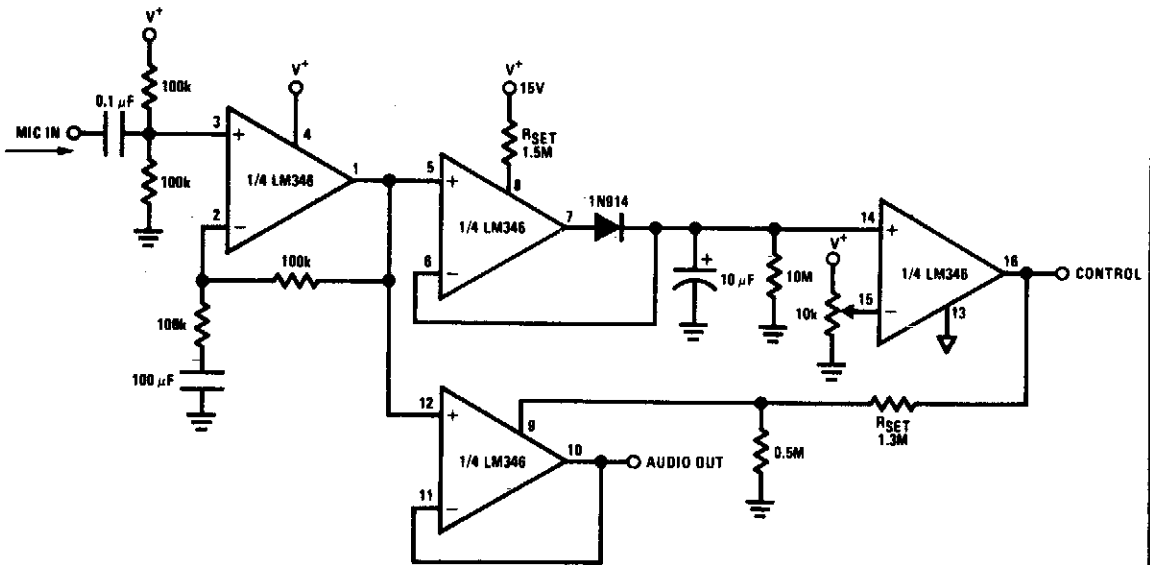 V+
100k
0.1 µF
MIC IN
100k
3
+
V+
4
1/4 LM346
1
2
−
100k
100k
100 µF
V+
15V
RSET
1.5M
8
5
+
1/4 LM346
7
6
−
1N914
+
10 µF
10M
14
+
V+
1/4 LM346
16
CONTROL
10k
15
−
13
12
+
9
1/4 LM346
10
AUDIO OUT
11
−
0.5M
RSET
1.3M